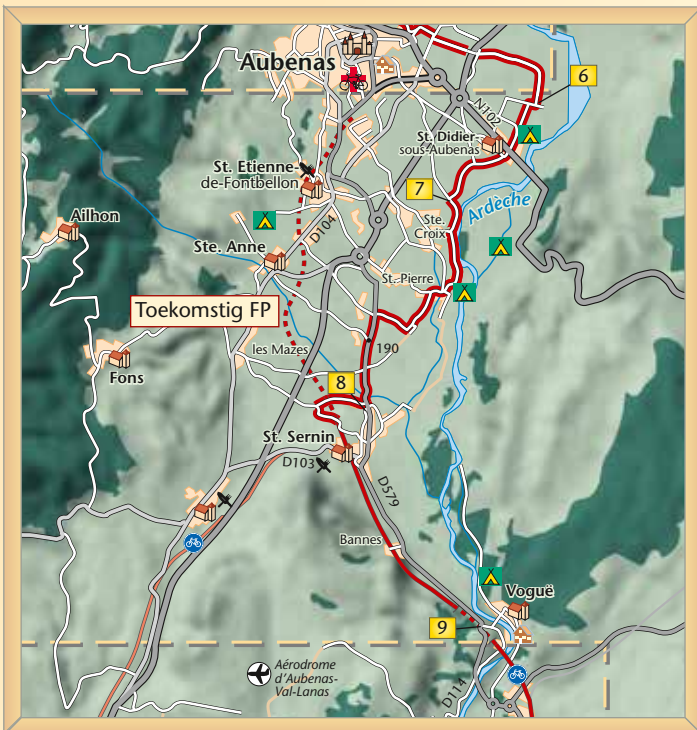 Aubenas
6
N102
St. Didier-
sous-Aubenas
St. Etienne-
de-Fontbellon
7
Ardèche
Ailhon
D104
Ste.
Croix
Ste. Anne
St. Pierre
Toekomstig FP
les Mazes
190
Fons
8
St. Sernin
D103
D579
Bannes
Voguë
9
Aérodrome
d'Aubenas-
Val-Lanas
D114